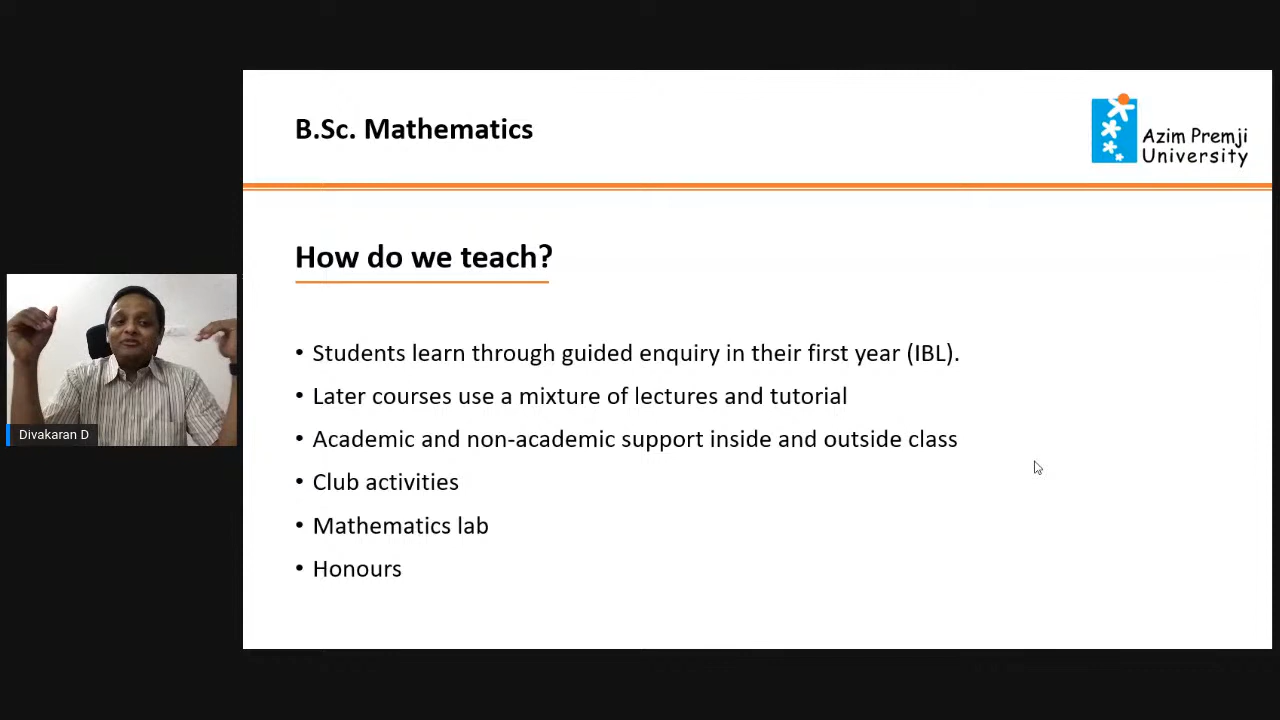 B.Sc. Mathematics
Azim Premji
University
How do we teach?
• Students learn through guided enquiry in their first year (IBL).
• Later courses use a mixture of lectures and tutorial
• Academic and non-academic support inside and outside class
• Club activities
• Mathematics lab
• Honours
Divakaran D